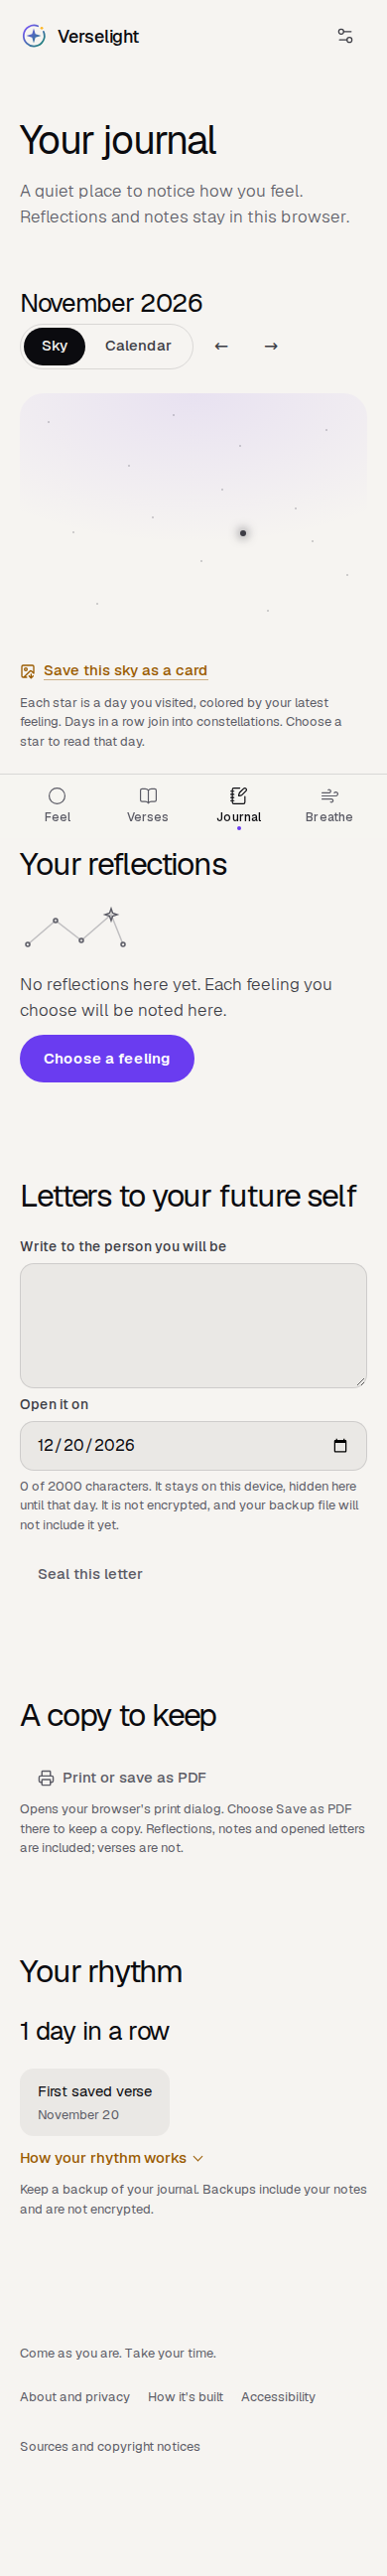 Verselight
Your journal
A quiet place to notice how you feel.
Reflections and notes stay in this browser.
November 2026
Sky
Calendar
← →
Save this sky as a card
Each star is a day you visited, colored by your latest
feeling. Days in a row join into constellations. Choose a
star to read that day.
Feel
Verses
Journal
Breathe
Your reflections
No reflections here yet. Each feeling you
choose will be noted here.
Choose a feeling
Letters to your future self
Write to the person you will be
Open it on
12/20/2026
0 of 2000 characters. It stays on this device, hidden here
until that day. It is not encrypted, and your backup file will
not include it yet.
Seal this letter
A copy to keep
Print or save as PDF
Opens your browser's print dialog. Choose Save as PDF
there to keep a copy. Reflections, notes and opened letters
are included; verses are not.
Your rhythm
1 day in a row
First saved verse
November 20
How your rhythm works
Keep a backup of your journal. Backups include your notes
and are not encrypted.
Come as you are. Take your time.
About and privacy
How it's built
Accessibility
Sources and copyright notices